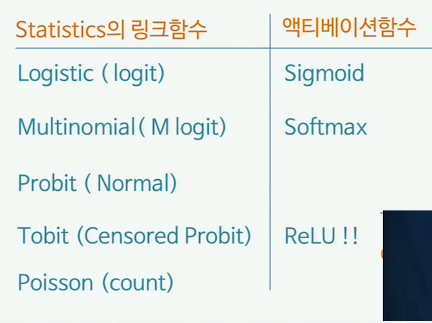 Statistics의 링크함수 액티베이션함수
Logistic ( logit) Sigmoid
Multinomial( M logit) Softmax
Probit ( Normal)
Tobit (Censored Probit) ReLU !!
Poisson (count)